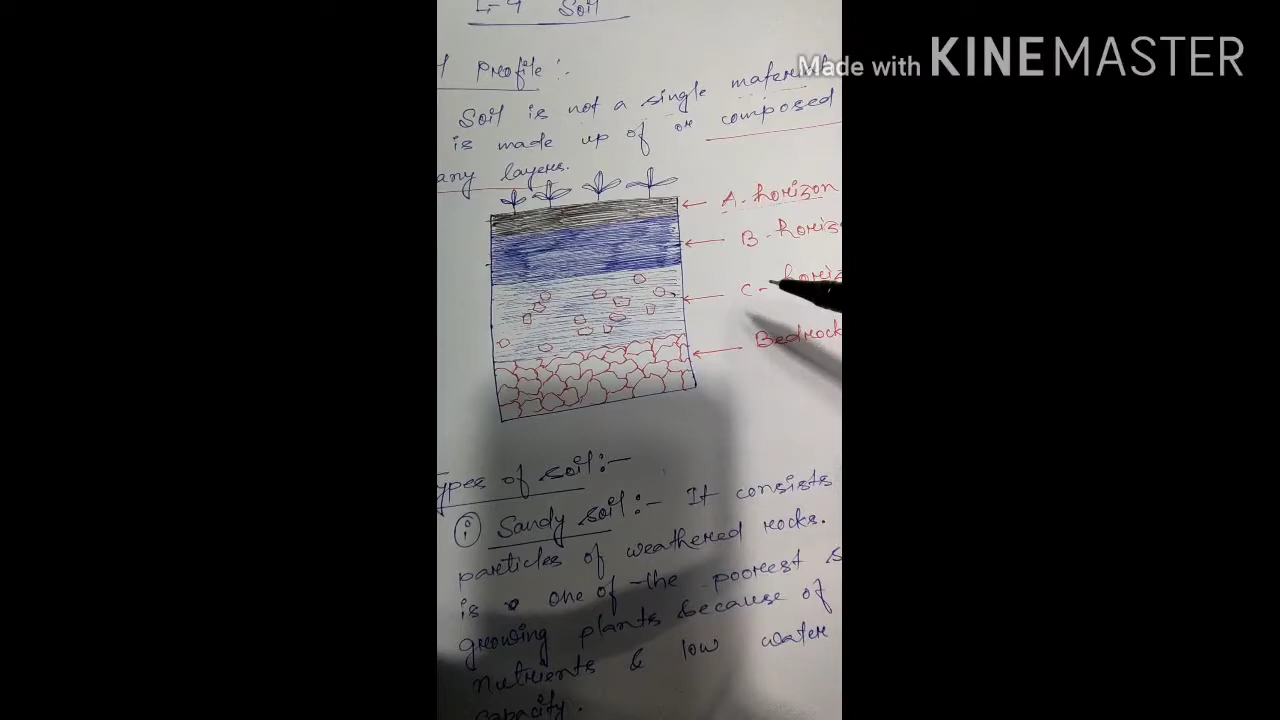 L-9 Soil
Made with KINEMASTER
Profile:-
Soil is not a single material
is made up of or composed
any layers.
A-horizon
B-horizo
C-horiz
Bedrock
ypes of soil:-
(i) Sandy soil:- It consists
particles of weathered rocks.
is one of the poorest s
growing plants because of
nutrients & low water
capacity.